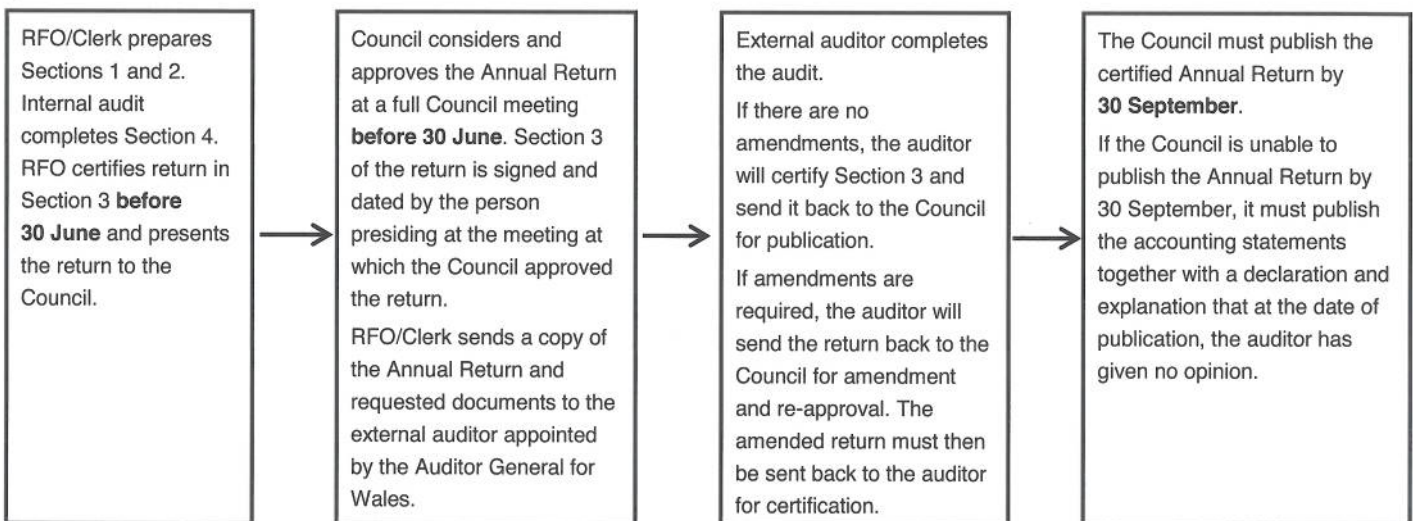 RFO/Clerk prepares
Sections 1 and 2.
Internal audit
completes Section 4.
RFO certifies return in
Section 3 before
30 June and presents
the return to the
Council.
Council considers and
approves the Annual Return
at a full Council meeting
before 30 June. Section 3
of the return is signed and
dated by the person
presiding at the meeting at
which the Council approved
the return.
RFO/Clerk sends a copy of
the Annual Return and
requested documents to the
external auditor appointed
by the Auditor General for
Wales.
External auditor completes
the audit.
If there are no
amendments, the auditor
will certify Section 3 and
send it back to the Council
for publication.
If amendments are
required, the auditor will
send the return back to the
Council for amendment
and re-approval. The
amended return must then
be sent back to the auditor
for certification.
The Council must publish the
certified Annual Return by
30 September.
If the Council is unable to
publish the Annual Return by
30 September, it must publish
the accounting statements
together with a declaration and
explanation that at the date of
publication, the auditor has
given no opinion.